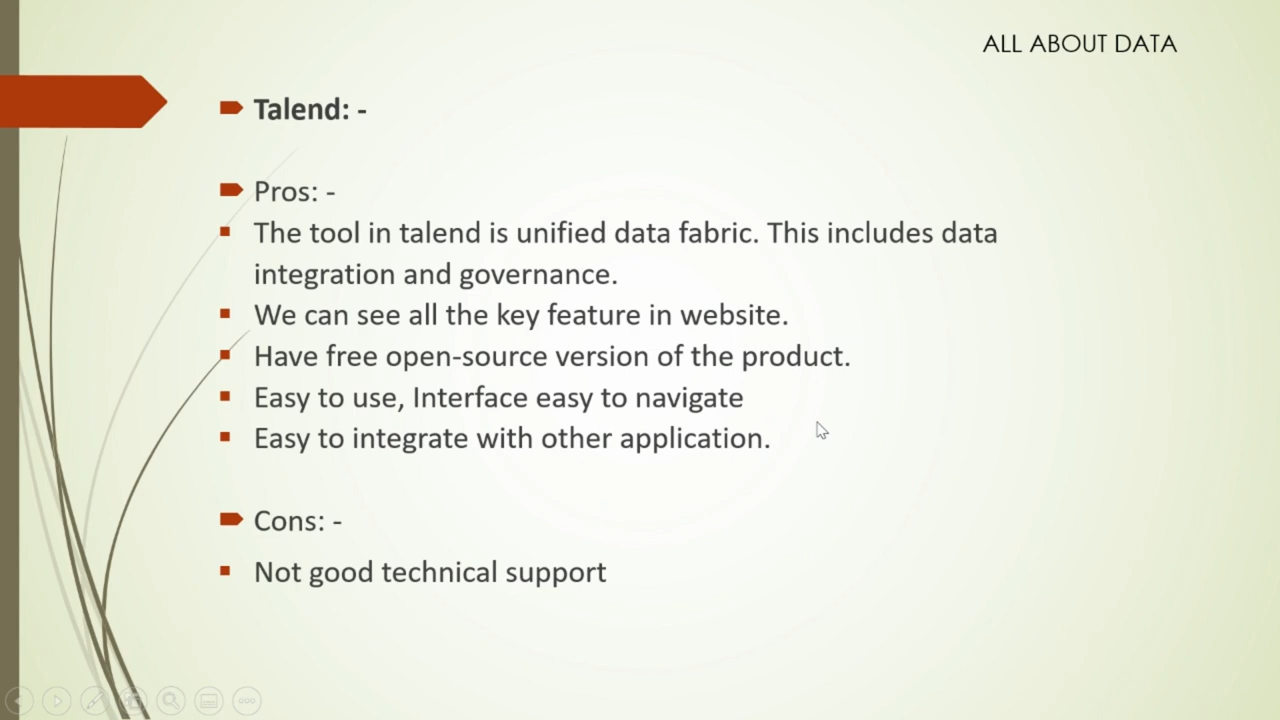 ALL ABOUT DATA
Talend: -
Pros: -
The tool in talend is unified data fabric. This includes data
integration and governance.
We can see all the key feature in website.
Have free open-source version of the product.
Easy to use, Interface easy to navigate
Easy to integrate with other application.
Cons: -
Not good technical support